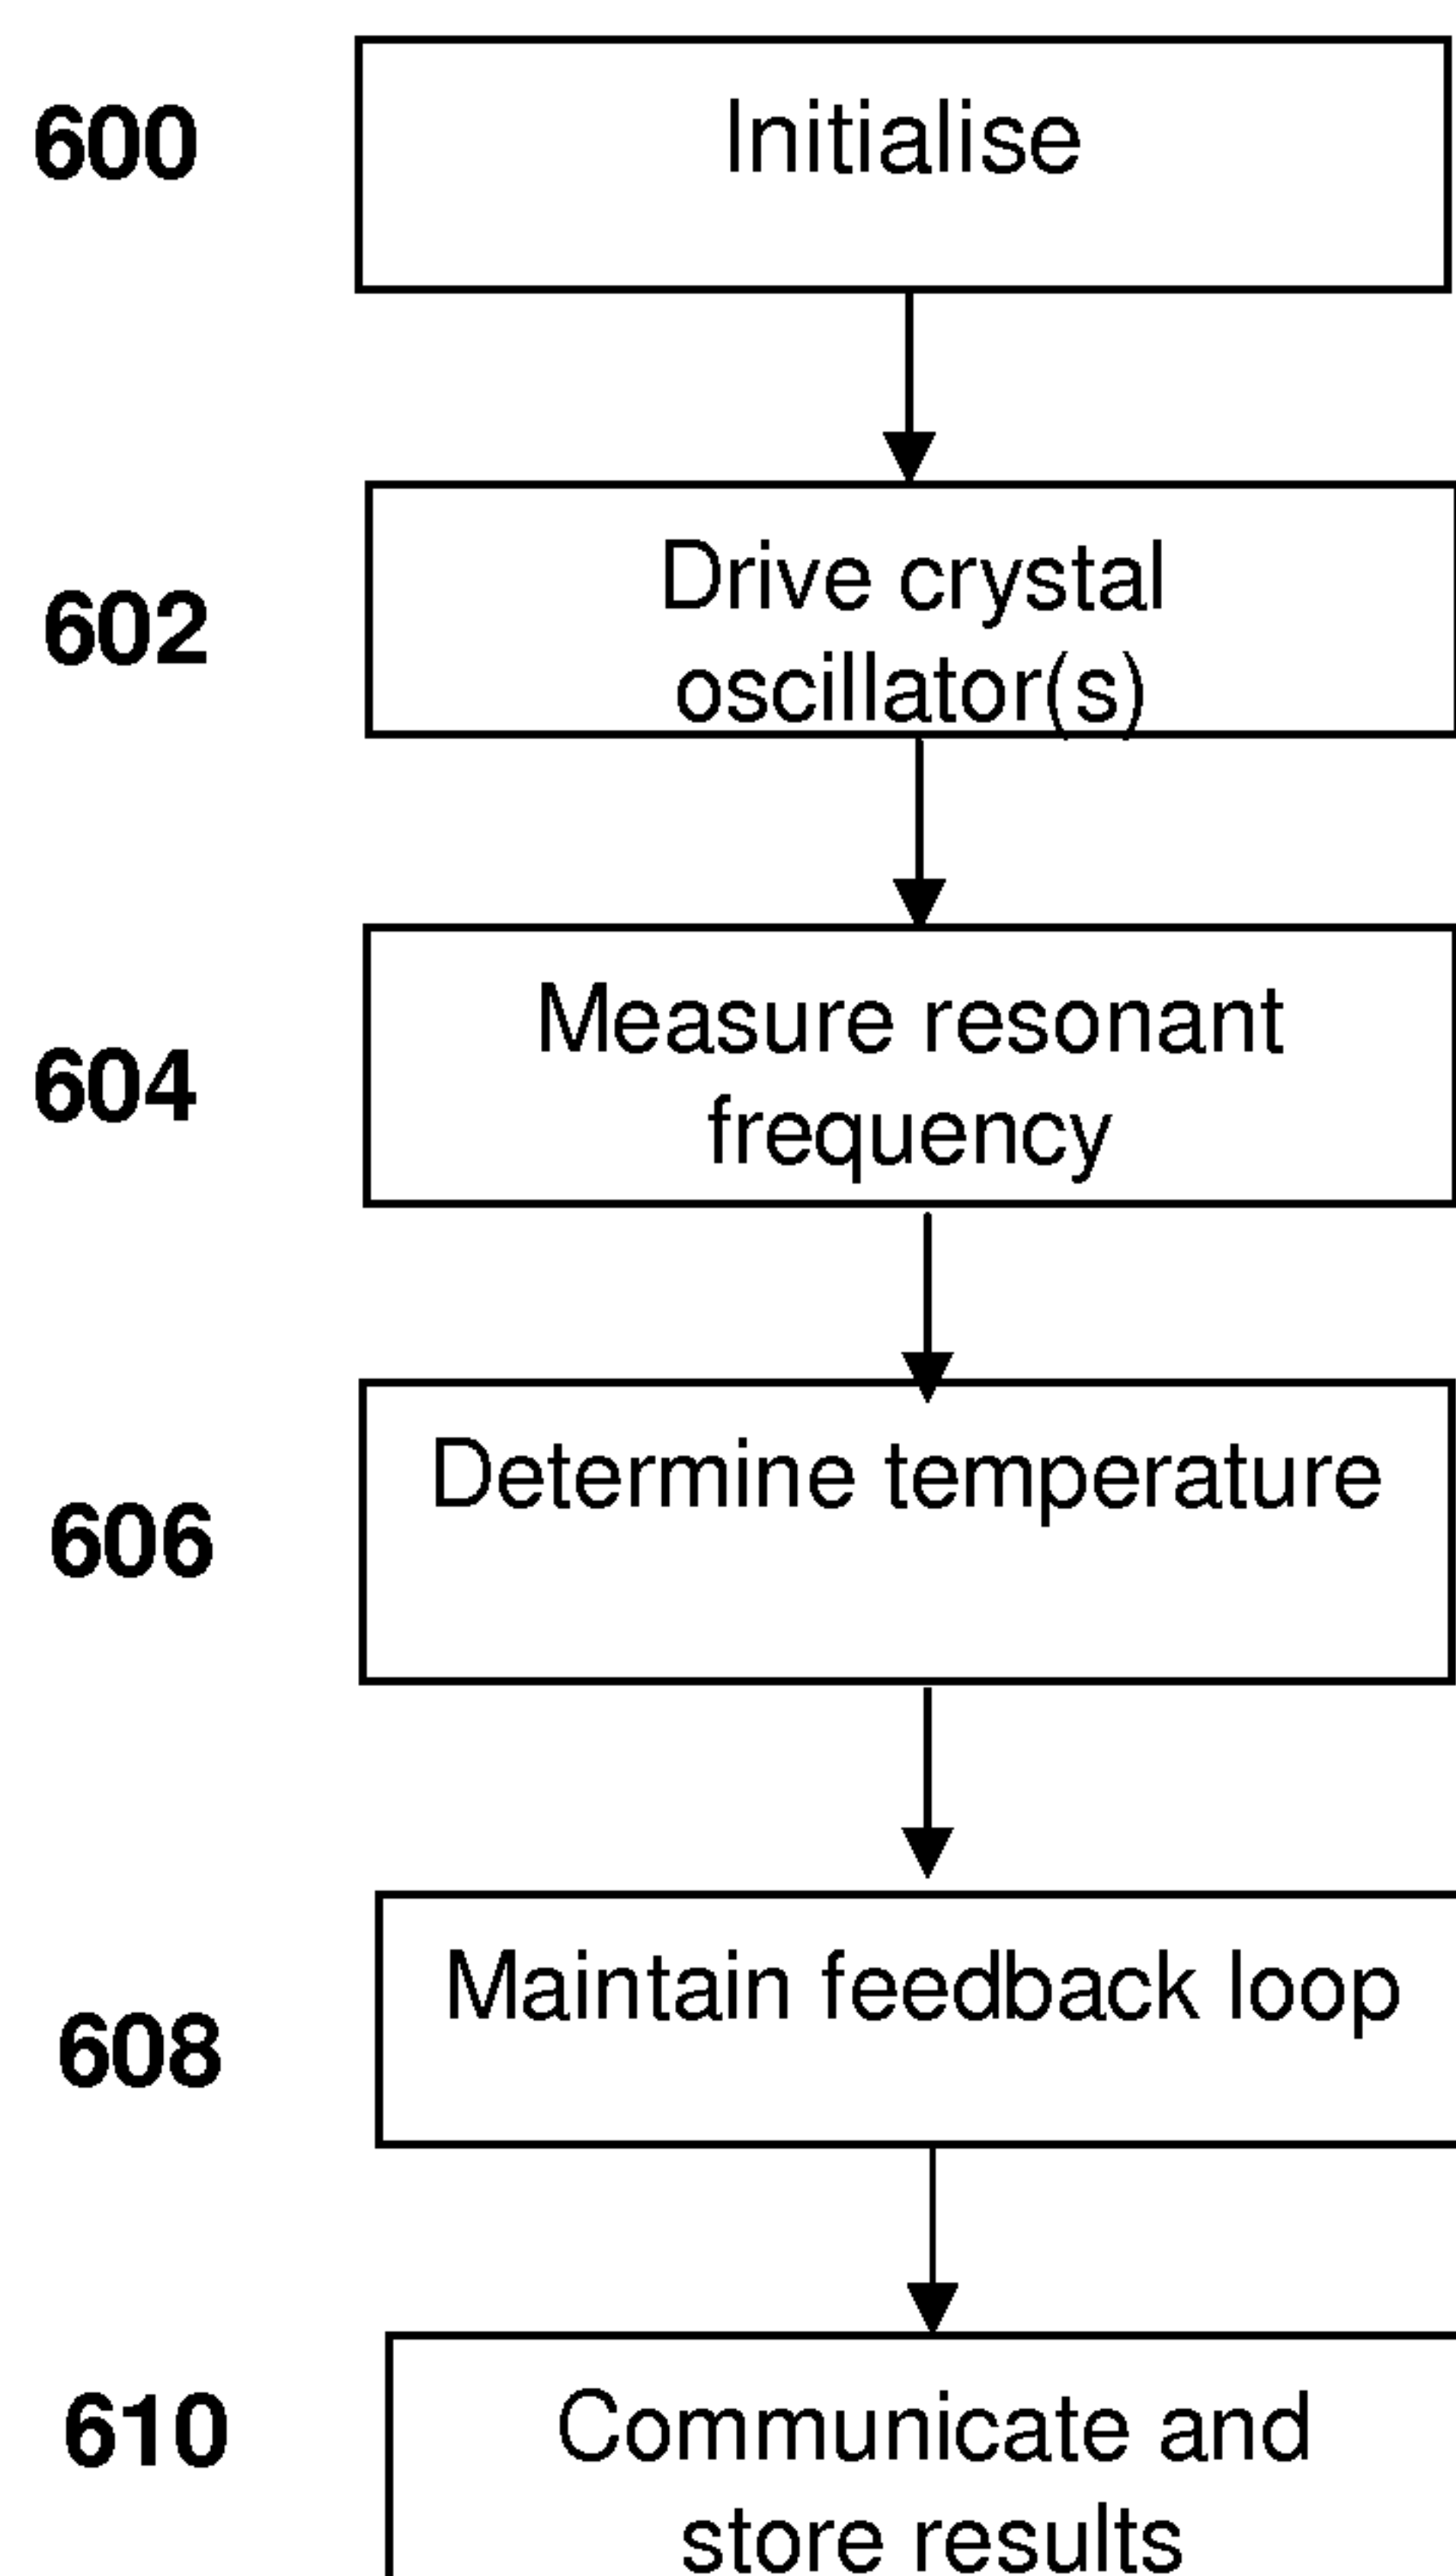 600
Initialise
602
Drive crystal
oscillator(s)
604
Measure resonant
frequency
606
Determine temperature
608
Maintain feedback loop
610
Communicate and
store results